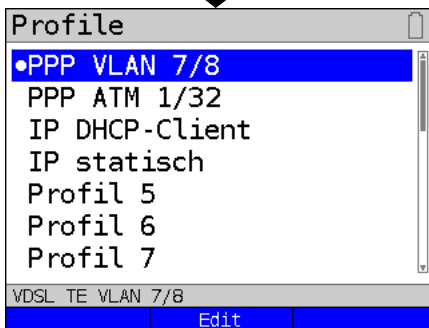 Profile
•PPP VLAN 7/8
PPP ATM 1/32
IP DHCP-Client
IP statisch
Profil 5
Profil 6
Profil 7
VDSL TE VLAN 7/8
Edit